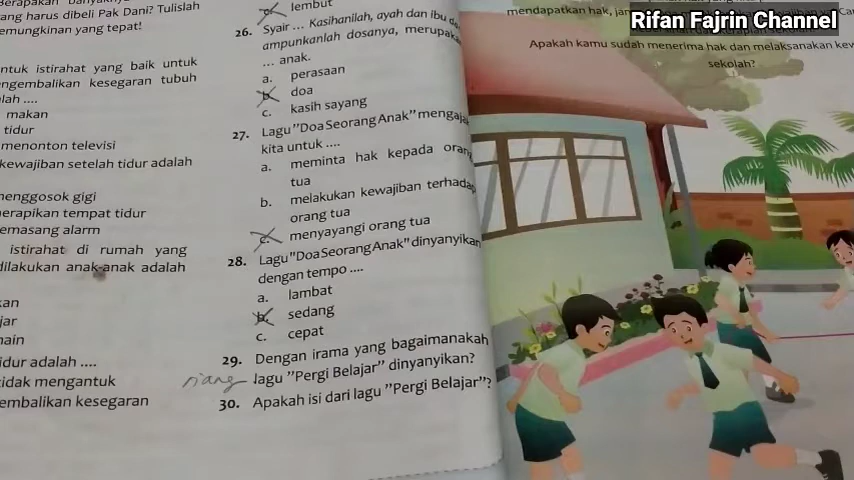 ang harus dibeli Pak Dani? Tulislah
emungkinan yang tepat!
ntuk istirahat yang baik untuk
engembalikan kesegaran tubuh
lah ....
makan
tidur
menonton televisi
kewajiban setelah tidur adalah
enggosok gigi
erapikan tempat tidur
emasang alarm
istirahat di rumah yang
dilakukan anak-anak adalah
an
jar
ain
idur adalah ....
idak mengantuk
embalikan kesegaran
lembut
26. Syair ... Kasihanilah, ayah dan ibu
ampunkanlah dosanya, merupaka
... anak.
a. perasaan
b. doa
c. kasih sayang
27. Lagu "Doa Seorang Anak" mengaja
kita untuk ....
a. meminta hak kepada oran
tua
b. melakukan kewajiban terhadap
orang tua
c. menyayangi orang tua
28. Lagu "Doa Seorang Anak" dinyanyikan
dengan tempo ....
a. lambat
b. sedang
c. cepat
29. Dengan irama yang bagaimanakah
riang lagu "Pergi Belajar" dinyanyikan?
30. Apakah isi dari lagu "Pergi Belajar"?
mendapatkan hak,
Rifan Fajrin Channel
Apakah kamu sudah menerima hak dan melaksanakan kew
sekolah?